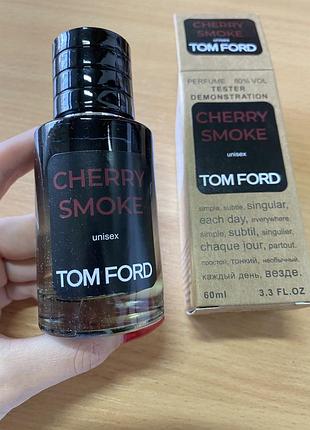 CHERRY
SMOKE
unisex
TOM FORD
CHERRY
SMOKE
unisex
TOM FORD
PERFUME 80% VOL
TESTER
DEMONSTRATION
CHERRY
SMOKE
unisex
TOM FORD
simple, subtle, singular,
each day, everywhere.
simple, subtil, singulier,
chaque jour, partout.
простой, тонкий, необычный.
каждый день, везде.
60ml 3.3 FL.OZ